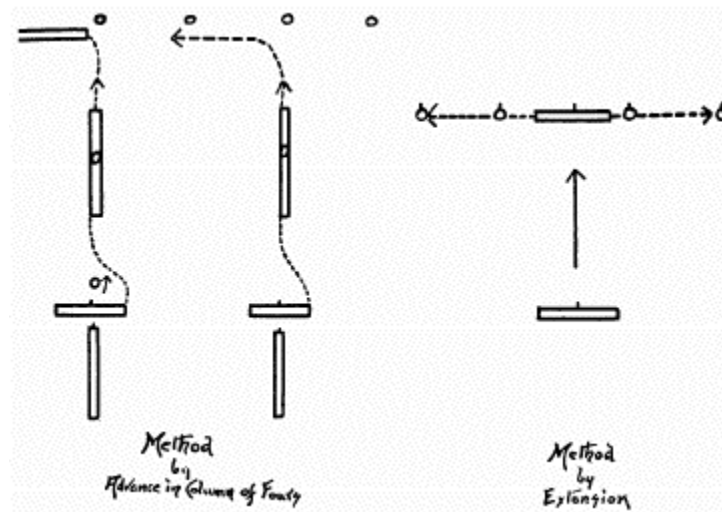 Method
by
Advance in Column of Fours
Method
by
Extension